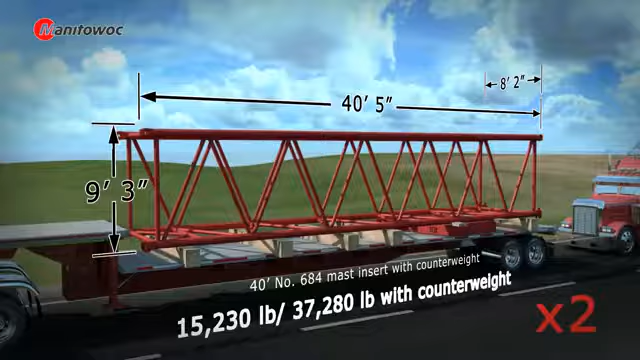 Manitowoc
8' 2"
40' 5"
9' 3"
40' No. 684 mast insert with counterweight
15,230 lb/ 37,280 lb with counterweight
x2